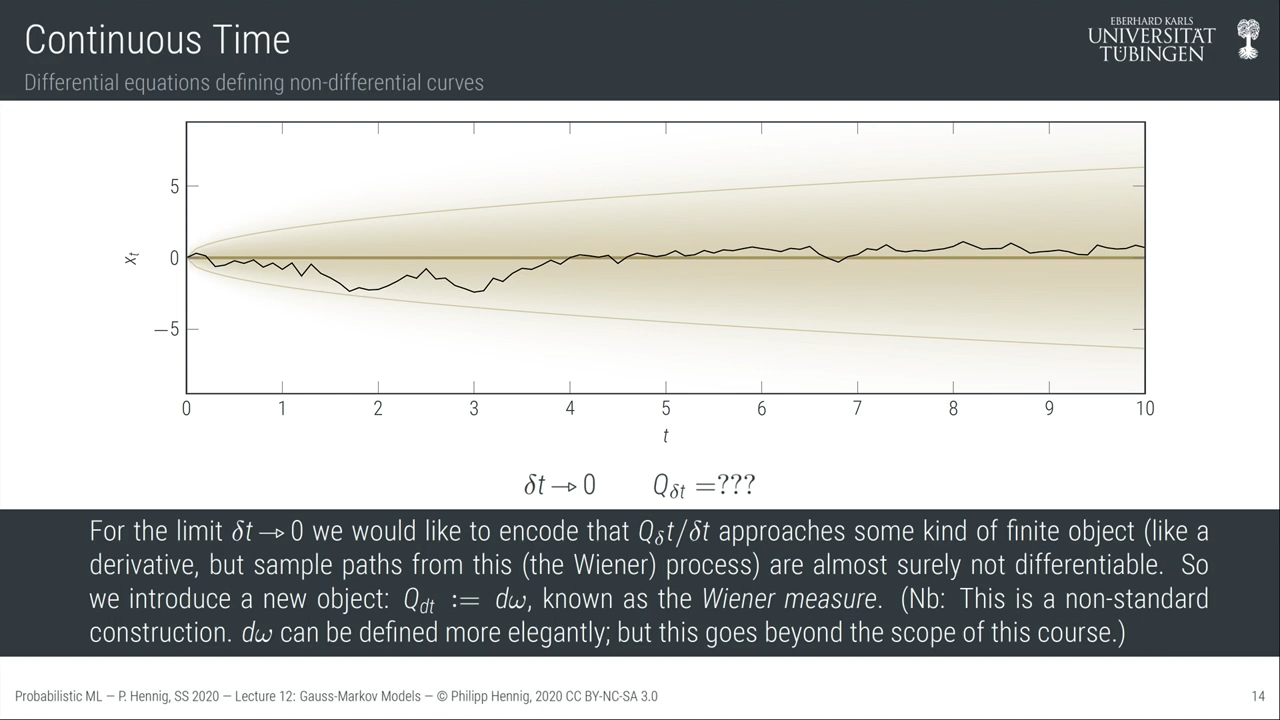 Continuous Time
Differential equations defining non-differential curves
EBERHARD KARLS
UNIVERSITÄT
TÜBINGEN
5
0
−5
x_t
0 1 2 3 4 5 6 7 8 9 10
t
δt → 0 Q_δt =???
For the limit δt → 0 we would like to encode that Q_δt/δt approaches some kind of finite object (like a
derivative, but sample paths from this (the Wiener) process) are almost surely not differentiable. So
we introduce a new object: Q_dt := dω, known as the Wiener measure. (Nb: This is a non-standard
construction. dω can be defined more elegantly; but this goes beyond the scope of this course.)
Probabilistic ML — P. Hennig, SS 2020 — Lecture 12: Gauss-Markov Models — © Philipp Hennig, 2020 CC BY-NC-SA 3.0
14